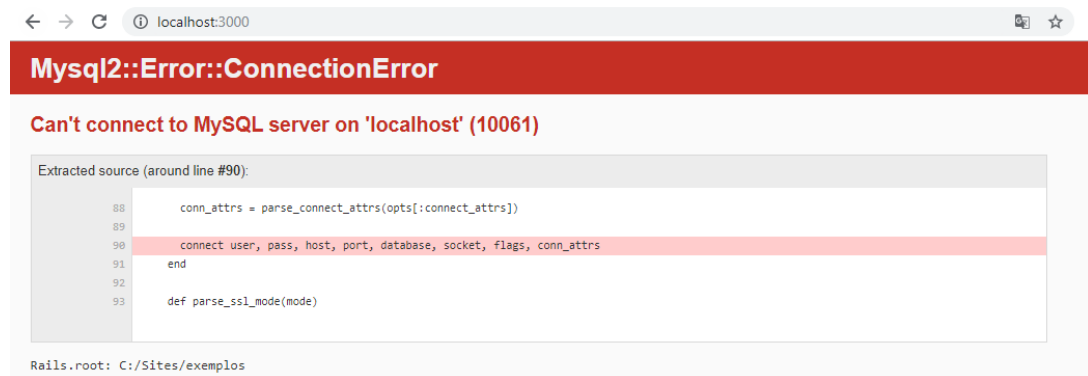 localhost:3000
Mysql2::Error::ConnectionError
Can't connect to MySQL server on 'localhost' (10061)
Extracted source (around line #90):
88 conn_attrs = parse_connect_attrs(opts[:connect_attrs])
89
90 connect user, pass, host, port, database, socket, flags, conn_attrs
91 end
92
93 def parse_ssl_mode(mode)
Rails.root: C:/Sites/exemplos